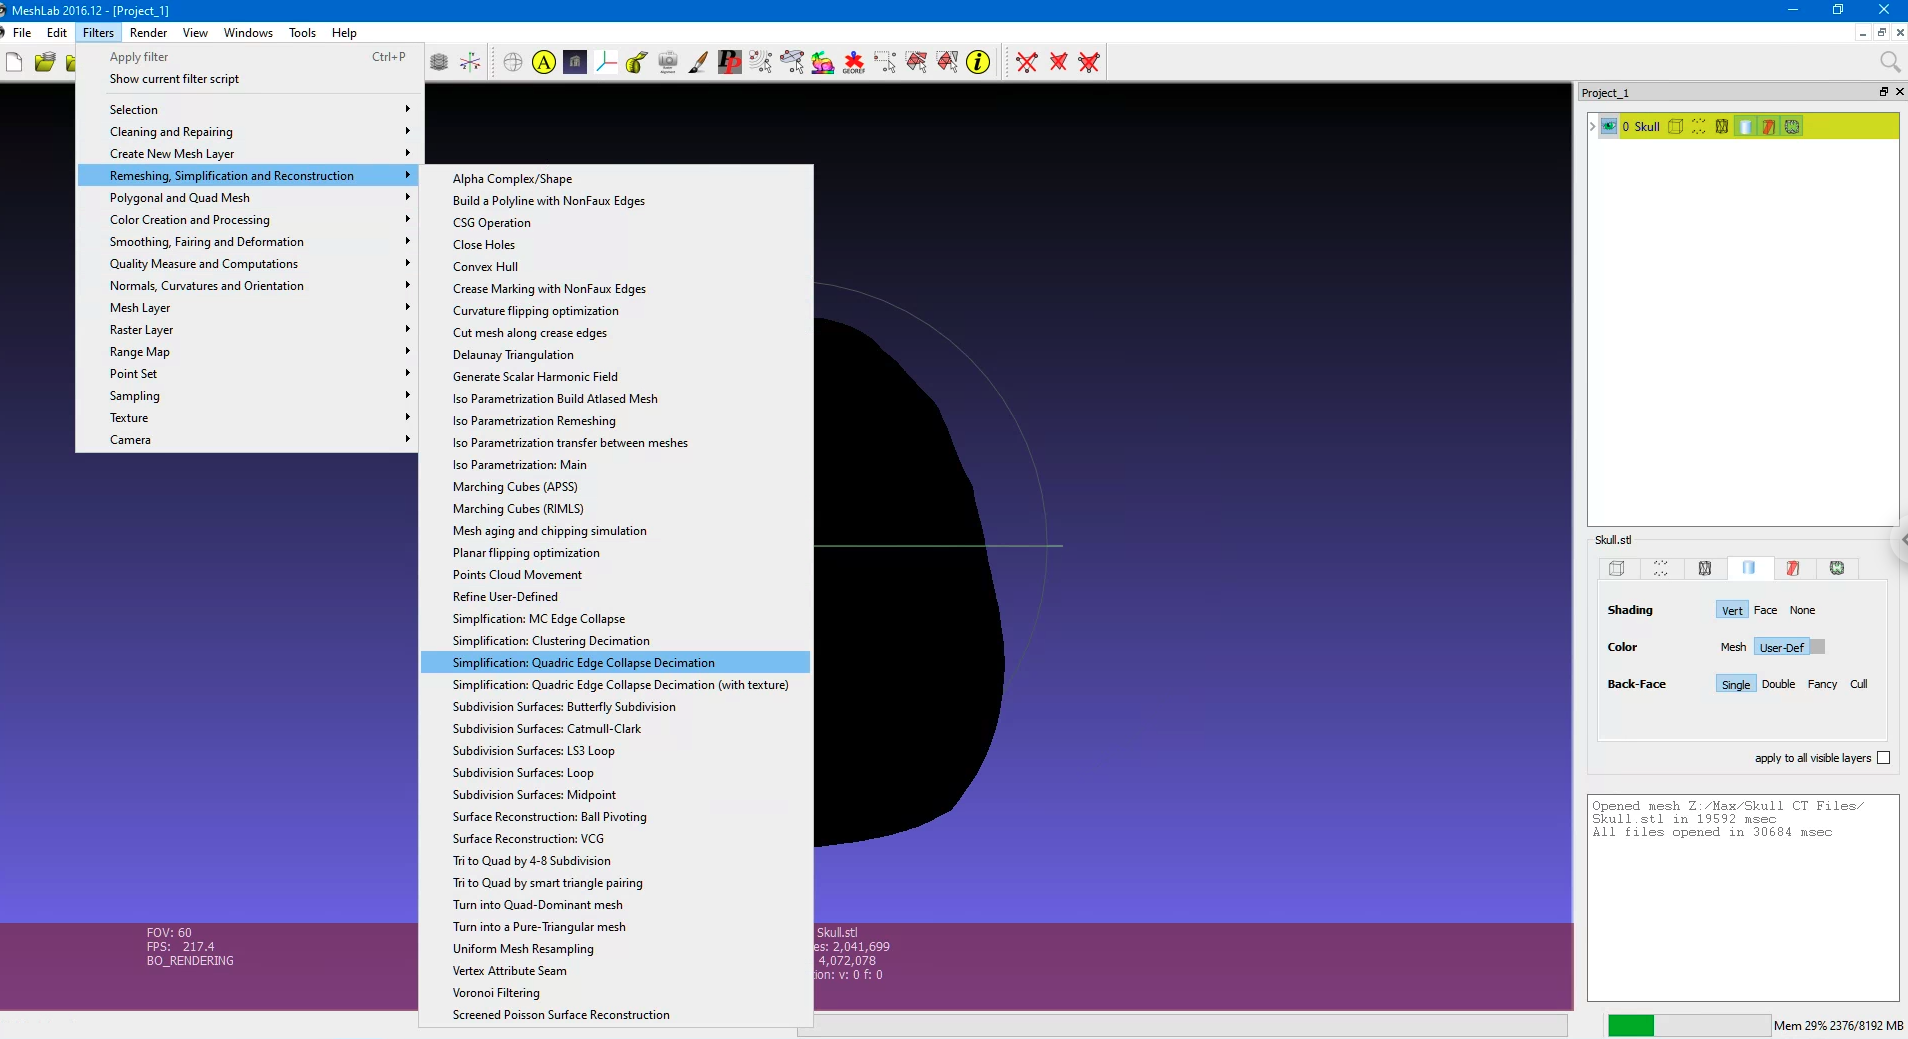 MeshLab 2016.12 - [Project_1]
File Edit Filters Render View Windows Tools Help
Apply filter Ctrl+P
Show current filter script
Selection
Cleaning and Repairing
Create New Mesh Layer
Remeshing, Simplification and Reconstruction
Polygonal and Quad Mesh
Color Creation and Processing
Smoothing, Fairing and Deformation
Quality Measure and Computations
Normals, Curvatures and Orientation
Mesh Layer
Raster Layer
Range Map
Point Set
Sampling
Texture
Camera
Alpha Complex/Shape
Build a Polyline with NonFaux Edges
CSG Operation
Close Holes
Convex Hull
Crease Marking with NonFaux Edges
Curvature flipping optimization
Cut mesh along crease edges
Delaunay Triangulation
Generate Scalar Harmonic Field
Iso Parametrization Build Atlased Mesh
Iso Parametrization Remeshing
Iso Parametrization transfer between meshes
Iso Parametrization: Main
Marching Cubes (APSS)
Marching Cubes (RIMLS)
Mesh aging and chipping simulation
Planar flipping optimization
Points Cloud Movement
Refine User-Defined
Simplfication: MC Edge Collapse
Simplification: Clustering Decimation
Simplification: Quadric Edge Collapse Decimation
Simplification: Quadric Edge Collapse Decimation (with texture)
Subdivision Surfaces: Butterfly Subdivision
Subdivision Surfaces: Catmull-Clark
Subdivision Surfaces: LS3 Loop
Subdivision Surfaces: Loop
Subdivision Surfaces: Midpoint
Surface Reconstruction: Ball Pivoting
Surface Reconstruction: VCG
Tri to Quad by 4-8 Subdivision
Tri to Quad by smart triangle pairing
Turn into Quad-Dominant mesh
Turn into a Pure-Triangular mesh
Uniform Mesh Resampling
Vertex Attribute Seam
Voronoi Filtering
Screened Poisson Surface Reconstruction
A
PP
GEOREF
i
FOV: 60
FPS: 217.4
BO_RENDERING
Skull.stl
es: 2,041,699
4,072,078
ion: v: 0 f: 0
Project_1
0 Skull
Skull.stl
Shading Vert Face None
Color Mesh User-Def
Back-Face Single Double Fancy Cull
apply to all visible layers
Opened mesh Z:/Max/Skull CT Files/
Skull.stl in 19592 msec
All files opened in 30684 msec
Mem 29% 2376/8192 MB